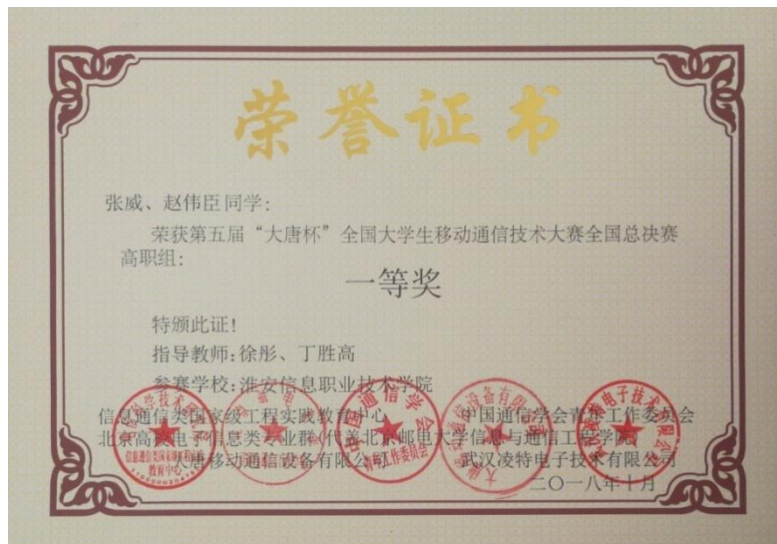 荣誉证书
张威、赵伟臣同学:
荣获第五届“大唐杯”全国大学生移动通信技术大赛全国总决赛
高职组:
一等奖
特颁此证!
指导教师:徐彤、丁胜高
参赛学校:淮安信息职业技术学院
信息通信类国家级工程实践教育中心 中国通信学会青年工作委员会
北京高校电子信息类专业群(代盖北京邮电大学信息与通信工程学院)
大唐移动通信设备有限公司 武汉凌特电子技术有限公司
二〇一八年十月